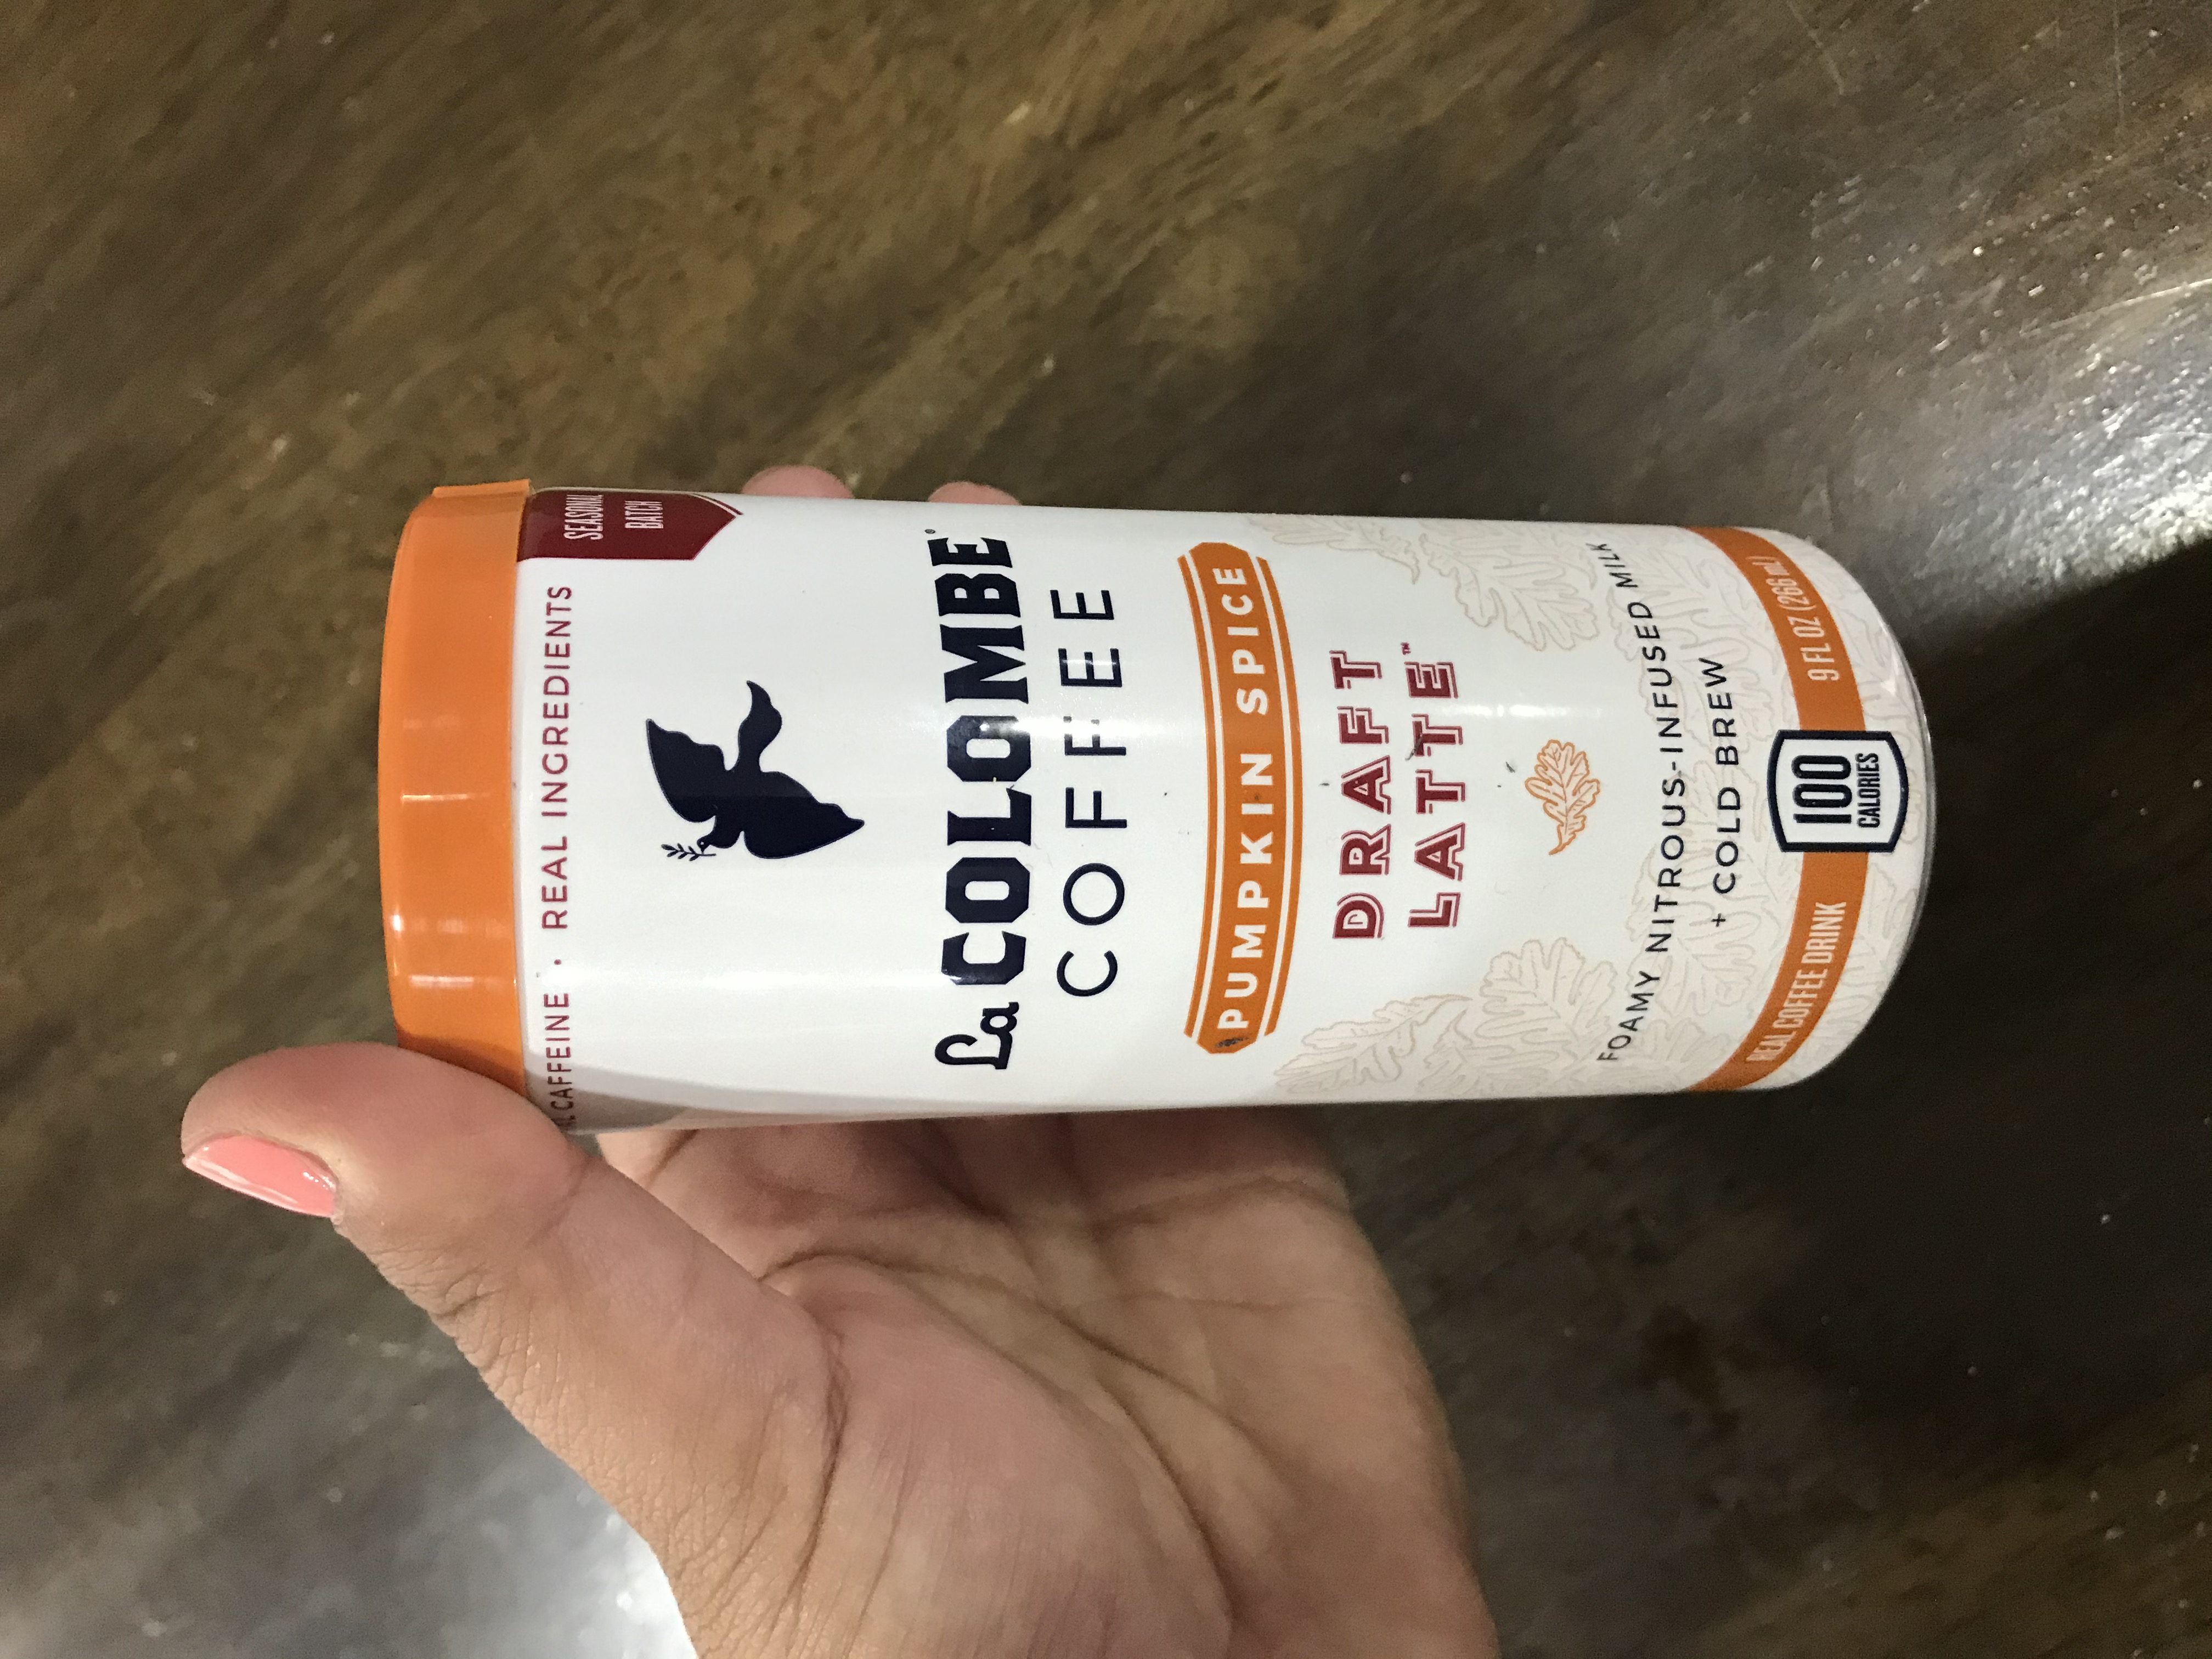 SEASONAL
BATCH
CAFFEINE · REAL INGREDIENTS
La COLOMBE®
COFFEE
PUMPKIN SPICE
DRAFT
LATTE™
FOAMY NITROUS-INFUSED MILK
+ COLD BREW
REAL COFFEE DRINK
100
CALORIES
9 FL OZ (266 mL)